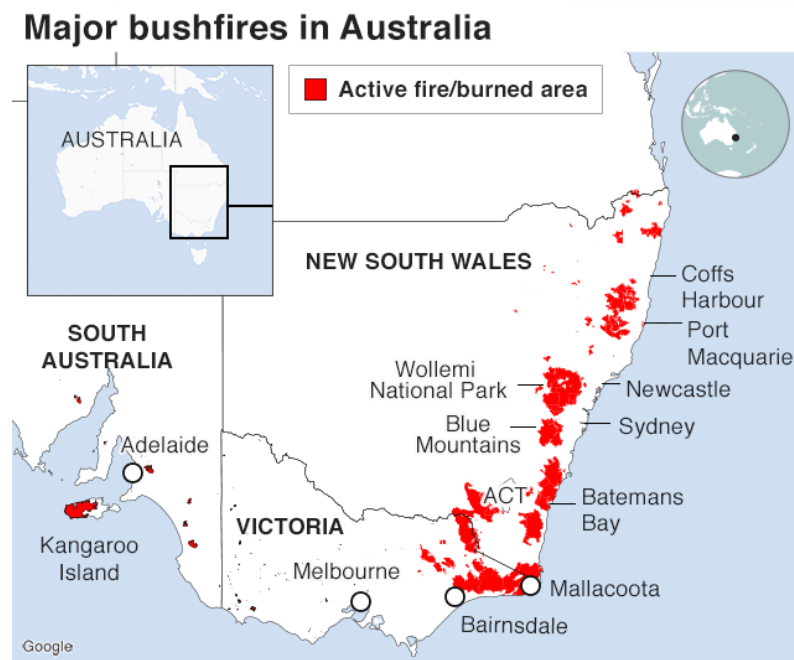 Major bushfires in Australia
Active fire/burned area
AUSTRALIA
NEW SOUTH WALES
Coffs
Harbour
Port
Macquarie
SOUTH
AUSTRALIA
Wollemi
National Park
Newcastle
Blue
Mountains
Sydney
Adelaide
ACT
Batemans
Bay
VICTORIA
Kangaroo
Island
Melbourne
Mallacoota
Bairnsdale
Google